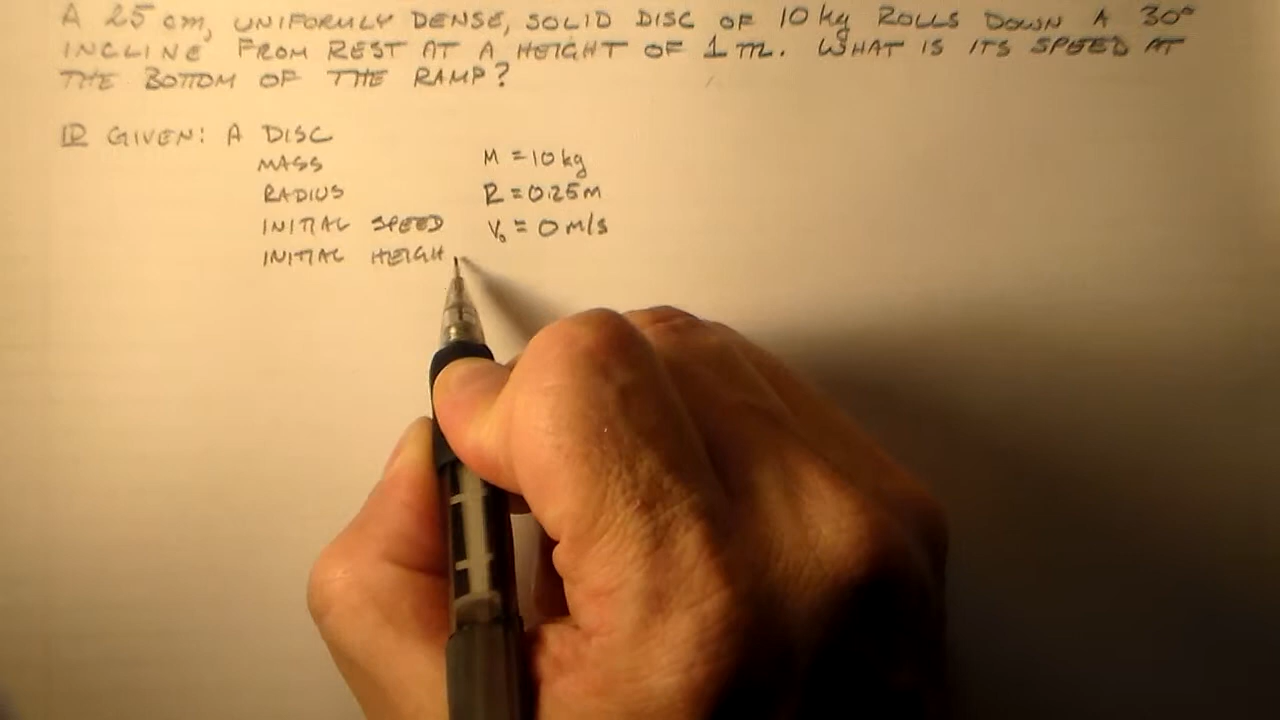 A 25 cm, UNIFORMLY DENSE, SOLID DISC OF 10 kg ROLLS DOWN A 30°
INCLINE FROM REST AT A HEIGHT OF 1 m. WHAT IS ITS SPEED AT
THE BOTTOM OF THE RAMP?
GIVEN: A DISC
MASS M = 10 kg
RADIUS R = 0.25 M
INITIAL SPEED V₀ = 0 M/S
INITIAL HEIGH